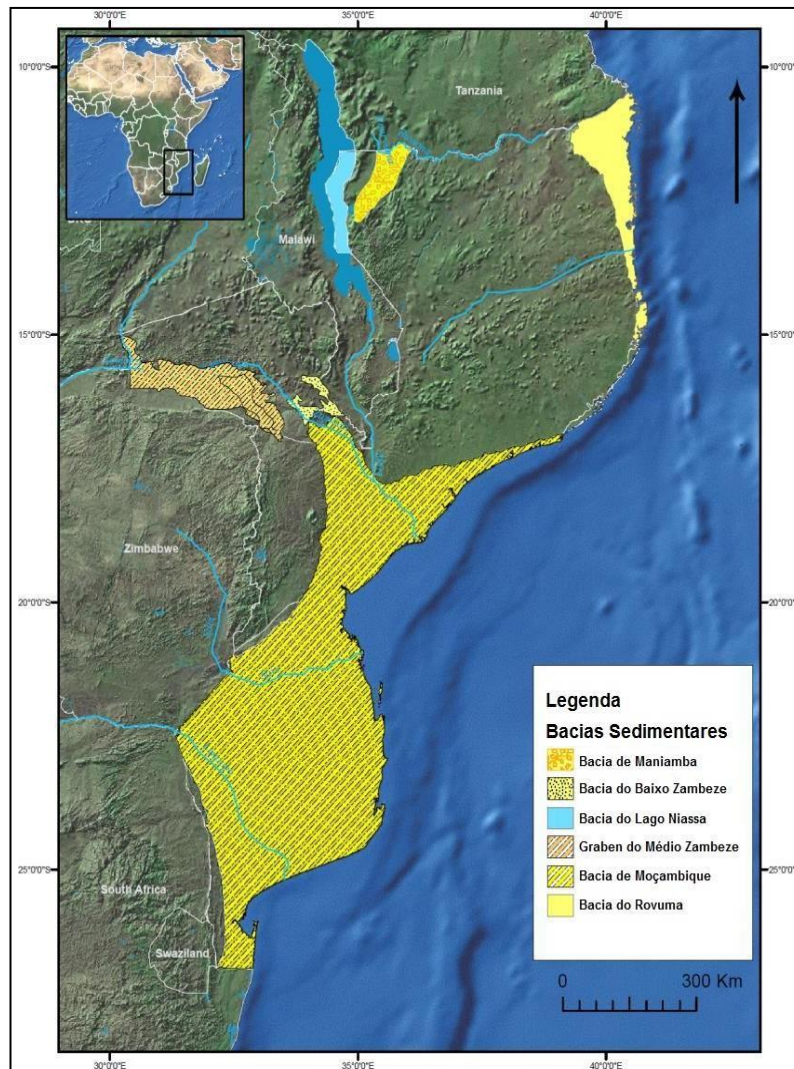 30°0'0"E 35°0'0"E 40°0'0"E
10°0'0"S 10°0'0"S
Tanzania
Malawi
15°0'0"S 15°0'0"S
Zimbabwe
20°0'0"S 20°0'0"S
Legenda
Bacias Sedimentares
Bacia de Maniamba
Bacia do Baixo Zambeze
Bacia do Lago Niassa
Graben do Médio Zambeze
Bacia de Moçambique
Bacia do Rovuma
25°0'0"S 25°0'0"S
South Africa
Swaziland
0 300 Km
30°0'0"E 35°0'0"E 40°0'0"E